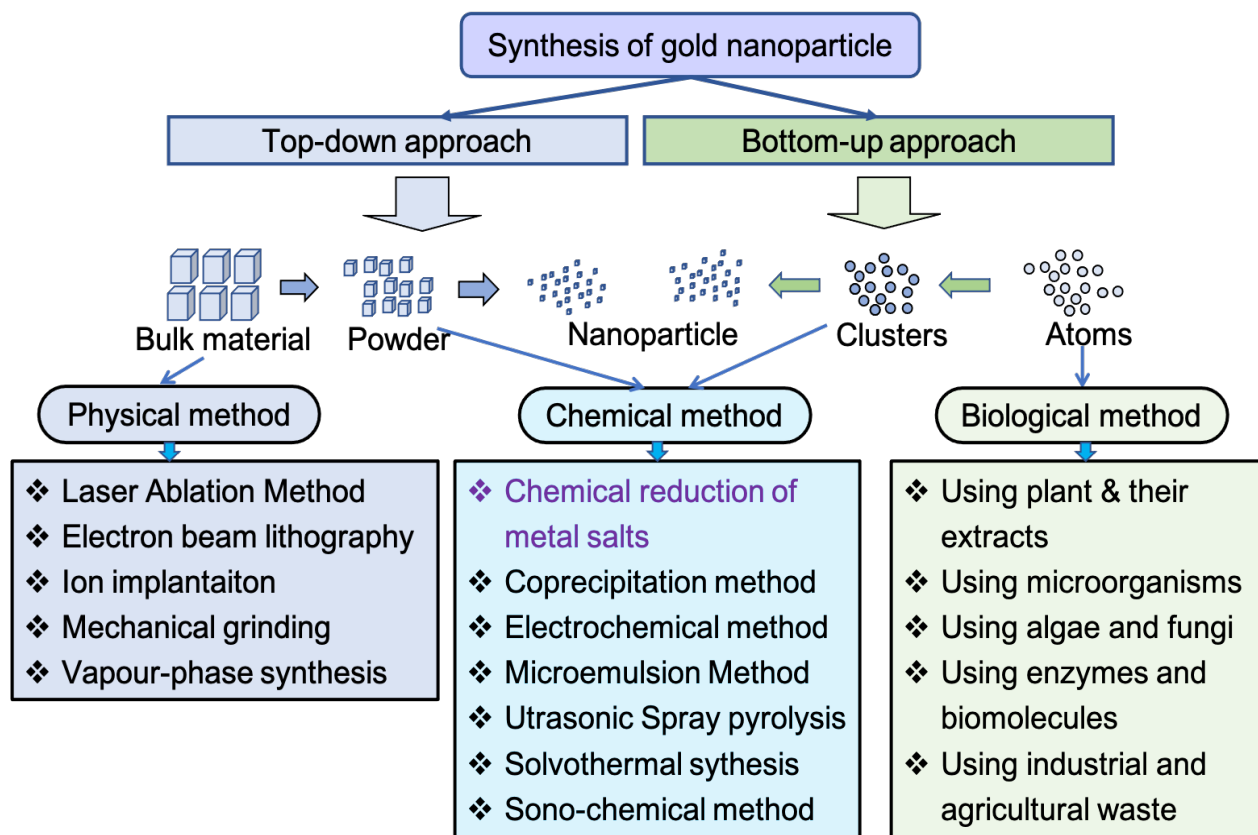 Synthesis of gold nanoparticle
Top-down approach
Bottom-up approach
Bulk material
Powder
Nanoparticle
Clusters
Atoms
Physical method
Chemical method
Biological method
❖ Laser Ablation Method
❖ Electron beam lithography
❖ Ion implantaiton
❖ Mechanical grinding
❖ Vapour-phase synthesis
❖ Chemical reduction of
metal salts
❖ Coprecipitation method
❖ Electrochemical method
❖ Microemulsion Method
❖ Utrasonic Spray pyrolysis
❖ Solvothermal sythesis
❖ Sono-chemical method
❖ Using plant & their
extracts
❖ Using microorganisms
❖ Using algae and fungi
❖ Using enzymes and
biomolecules
❖ Using industrial and
agricultural waste